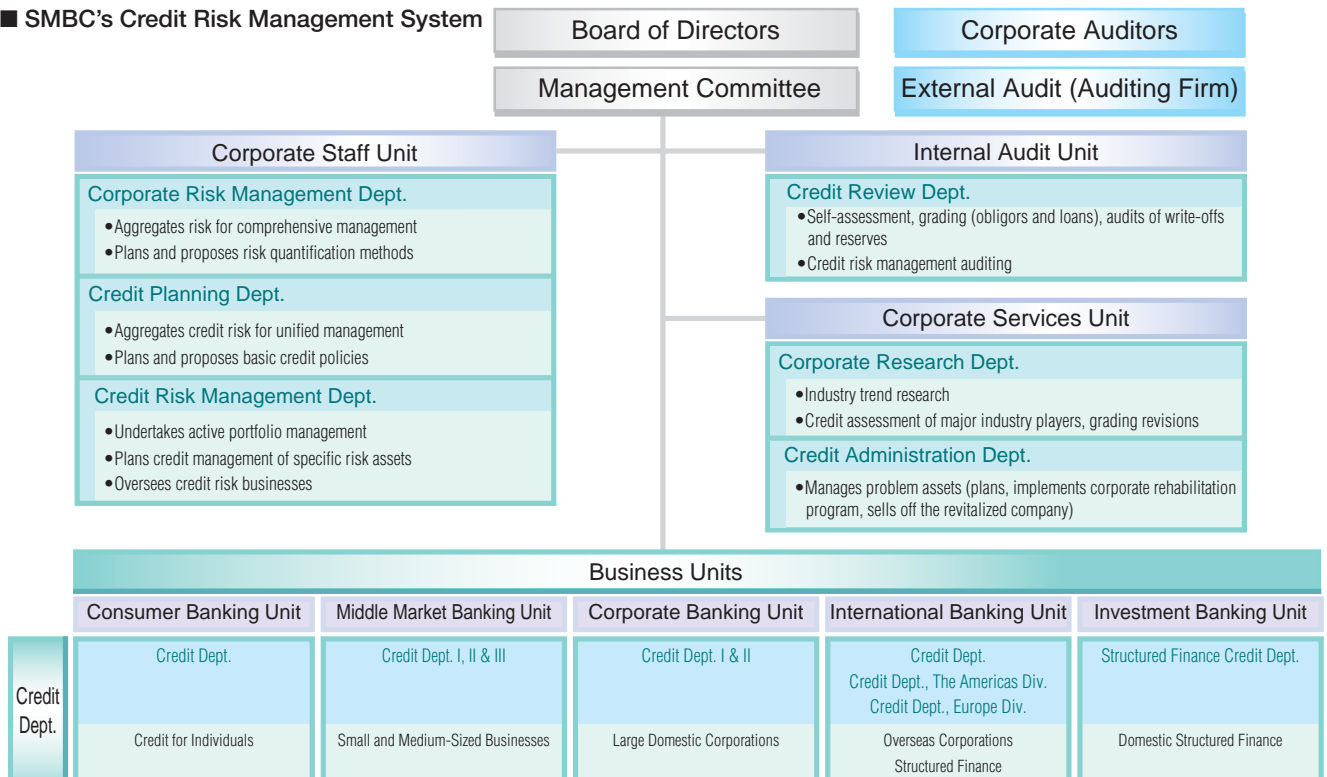 ■ SMBC's Credit Risk Management System
Board of Directors
Corporate Auditors
Management Committee
External Audit (Auditing Firm)
Corporate Staff Unit
Corporate Risk Management Dept.
•Aggregates risk for comprehensive management
•Plans and proposes risk quantification methods
Credit Planning Dept.
•Aggregates credit risk for unified management
•Plans and proposes basic credit policies
Credit Risk Management Dept.
•Undertakes active portfolio management
•Plans credit management of specific risk assets
•Oversees credit risk businesses
Internal Audit Unit
Credit Review Dept.
•Self-assessment, grading (obligors and loans), audits of write-offs
and reserves
•Credit risk management auditing
Corporate Services Unit
Corporate Research Dept.
•Industry trend research
•Credit assessment of major industry players, grading revisions
Credit Administration Dept.
•Manages problem assets (plans, implements corporate rehabilitation
program, sells off the revitalized company)
Business Units
Consumer Banking Unit
Middle Market Banking Unit
Corporate Banking Unit
International Banking Unit
Investment Banking Unit
Credit
Dept.
Credit Dept.
Credit Dept. I, II & III
Credit Dept. I & II
Credit Dept.
Credit Dept., The Americas Div.
Credit Dept., Europe Div.
Structured Finance Credit Dept.
Credit for Individuals
Small and Medium-Sized Businesses
Large Domestic Corporations
Overseas Corporations
Structured Finance
Domestic Structured Finance